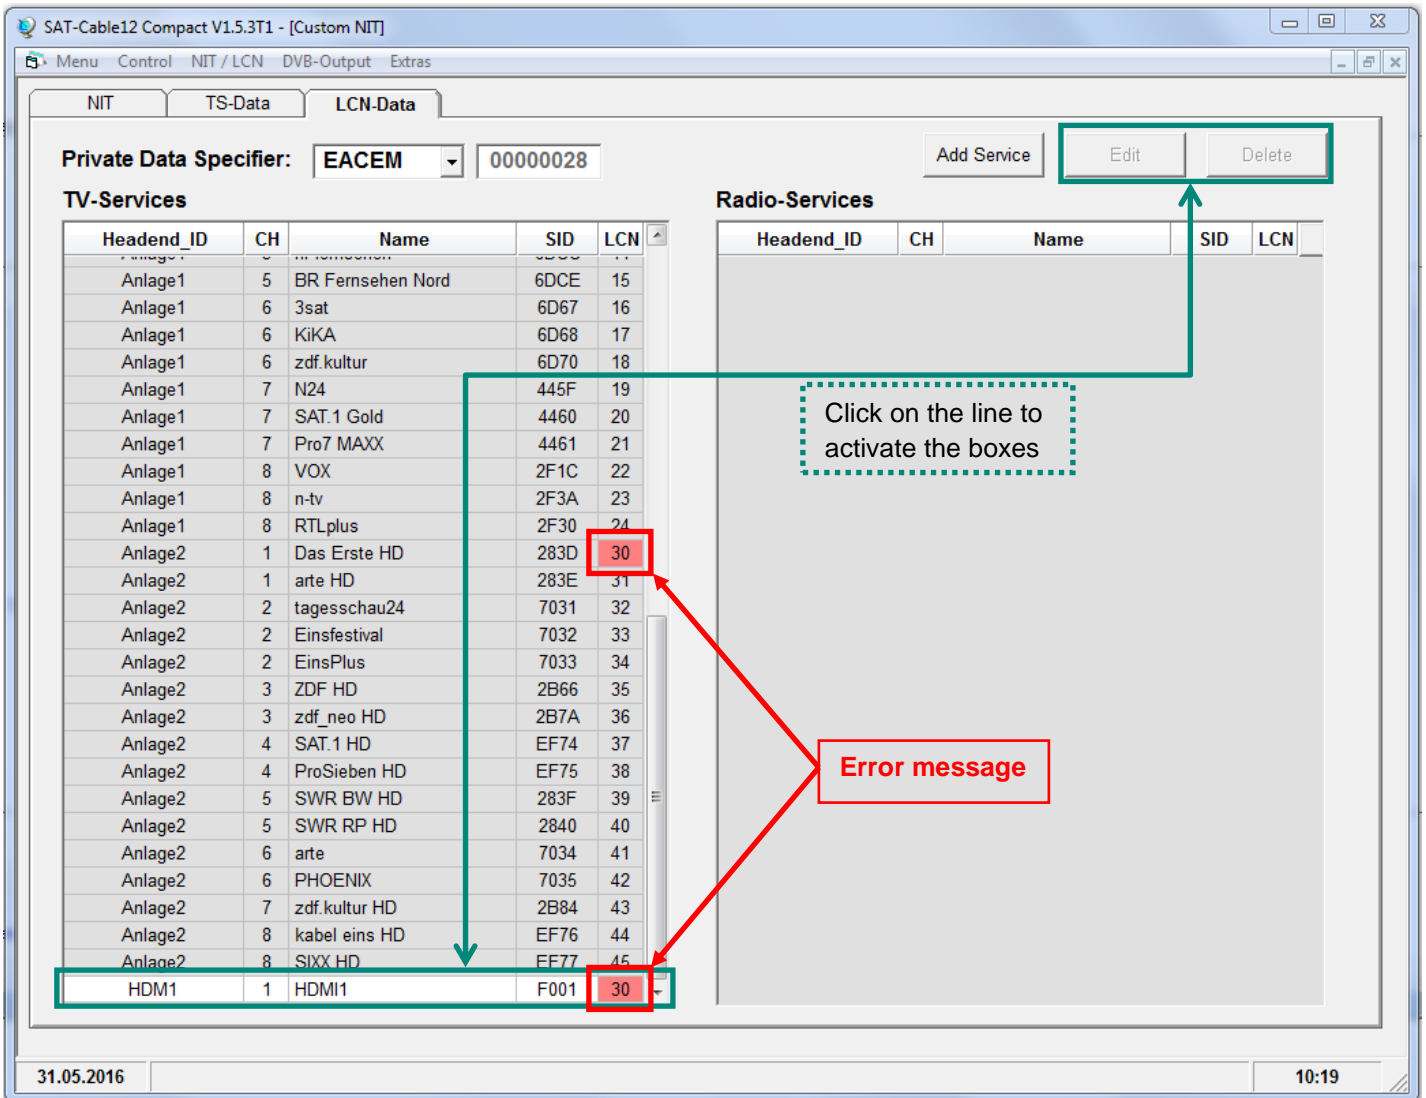 SAT-Cable12 Compact V1.5.3T1 - [Custom NIT]
Menu Control NIT / LCN DVB-Output Extras
NIT TS-Data LCN-Data
Private Data Specifier: EACEM 00000028 Add Service Edit Delete
TV-Services Radio-Services
Headend_ID CH Name SID LCN Headend_ID CH Name SID LCN
Anlage1 5 BR Fernsehen Nord 6DCE 15
Anlage1 6 3sat 6D67 16
Anlage1 6 KiKA 6D68 17
Anlage1 6 zdf.kultur 6D70 18
Anlage1 7 N24 445F 19
Anlage1 7 SAT.1 Gold 4460 20
Anlage1 7 Pro7 MAXX 4461 21
Anlage1 8 VOX 2F1C 22
Anlage1 8 n-tv 2F3A 23
Anlage1 8 RTLplus 2F30 24
Anlage2 1 Das Erste HD 283D 30
Anlage2 1 arte HD 283E 31
Anlage2 2 tagesschau24 7031 32
Anlage2 2 Einsfestival 7032 33
Anlage2 2 EinsPlus 7033 34
Anlage2 3 ZDF HD 2B66 35
Anlage2 3 zdf_neo HD 2B7A 36
Anlage2 4 SAT.1 HD EF74 37
Anlage2 4 ProSieben HD EF75 38
Anlage2 5 SWR BW HD 283F 39
Anlage2 5 SWR RP HD 2840 40
Anlage2 6 arte 7034 41
Anlage2 6 PHOENIX 7035 42
Anlage2 7 zdf.kultur HD 2B84 43
Anlage2 8 kabel eins HD EF76 44
Anlage2 8 SIXX HD EF77 45
HDM1 1 HDMI1 F001 30
Click on the line to
activate the boxes
Error message
31.05.2016 10:19